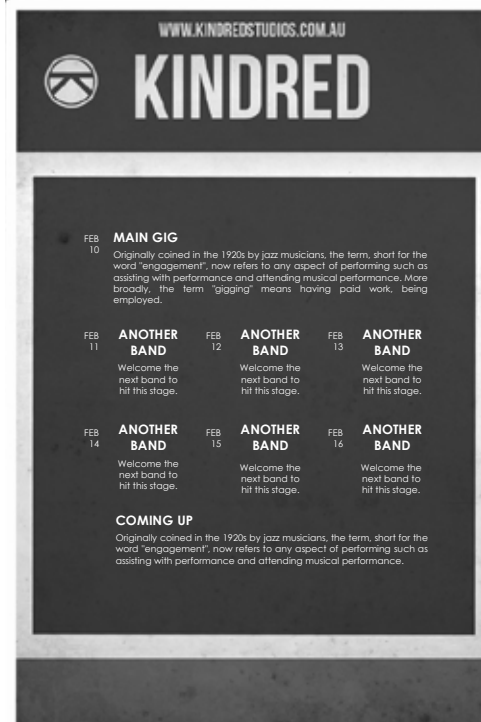 WWW.KINDREDSTUDIOS.COM.AU
KINDRED
FEB
10
MAIN GIG
Originally coined in the 1920s by jazz musicians, the term, short for the
word "engagement", now refers to any aspect of performing such as
assisting with performance and attending musical performance. More
broadly, the term "gigging" means having paid work, being
employed.
FEB
11
ANOTHER
BAND
Welcome the
next band to
hit this stage.
FEB
12
ANOTHER
BAND
Welcome the
next band to
hit this stage.
FEB
13
ANOTHER
BAND
Welcome the
next band to
hit this stage.
FEB
14
ANOTHER
BAND
Welcome the
next band to
hit this stage.
FEB
15
ANOTHER
BAND
Welcome the
next band to
hit this stage.
FEB
16
ANOTHER
BAND
Welcome the
next band to
hit this stage.
COMING UP
Originally coined in the 1920s by jazz musicians, the term, short for the
word "engagement", now refers to any aspect of performing such as
assisting with performance and attending musical performance.